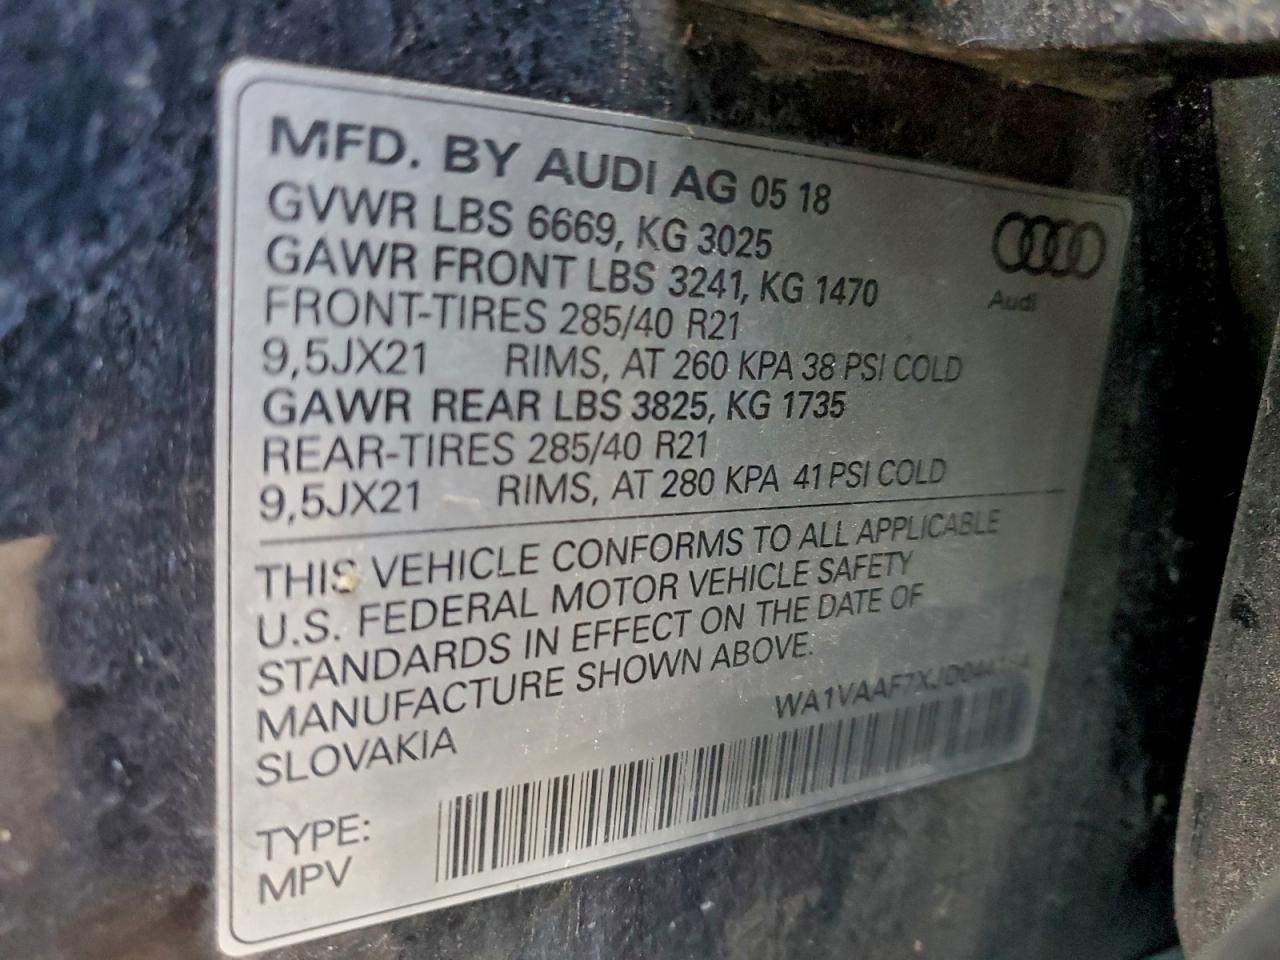 MFD. BY AUDI AG 05 18
GVWR LBS 6669, KG 3025
GAWR FRONT LBS 3241, KG 1470
FRONT-TIRES 285/40 R21
9,5JX21 RIMS, AT 260 KPA 38 PSI COLD
GAWR REAR LBS 3825, KG 1735
REAR-TIRES 285/40 R21
9,5JX21 RIMS, AT 280 KPA 41 PSI COLD
Audi
THIS VEHICLE CONFORMS TO ALL APPLICABLE
U.S. FEDERAL MOTOR VEHICLE SAFETY
STANDARDS IN EFFECT ON THE DATE OF
MANUFACTURE SHOWN ABOVE.
SLOVAKIA
TYPE:
MPV